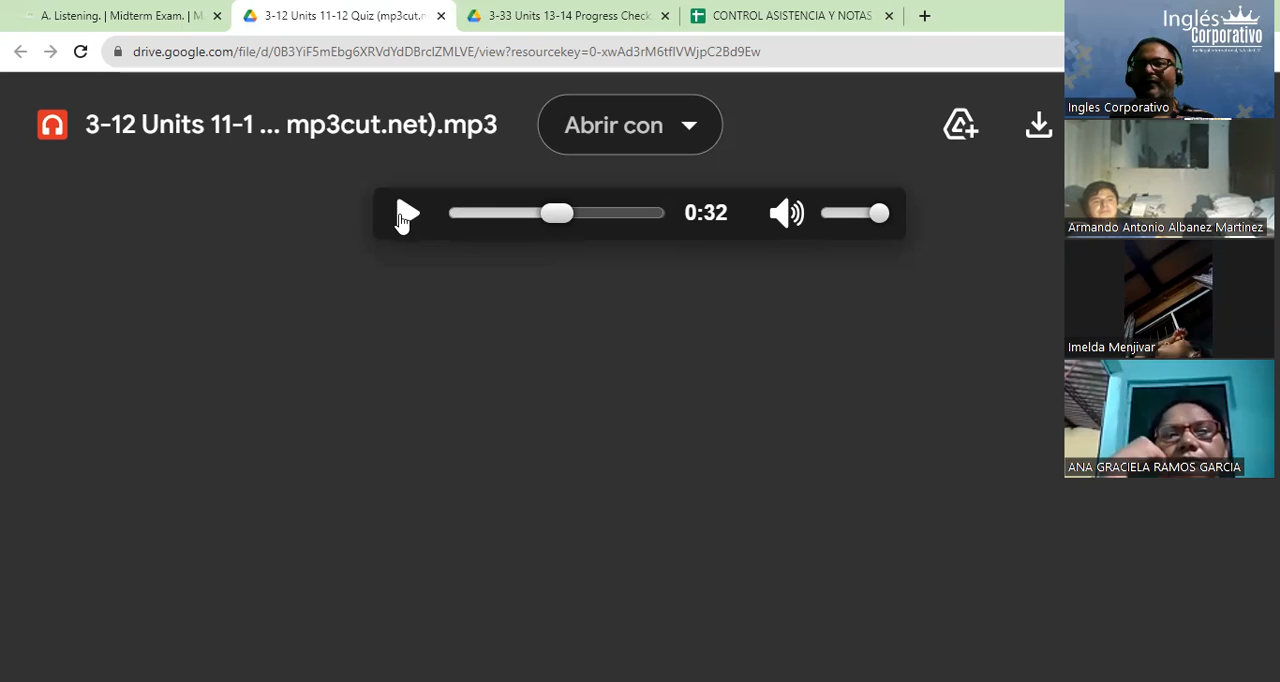 A. Listening. | Midterm Exam. | M
3-12 Units 11-12 Quiz (mp3cut.net
3-33 Units 13-14 Progress Check
CONTROL ASISTENCIA Y NOTAS
drive.google.com/file/d/0B3YiF5mEbg6XRVdYdDBrclZMLVE/view?resourcekey=0-xwAd3rM6tflVWjpC2Bd9Ew
3-12 Units 11-1 ... mp3cut.net).mp3
Abrir con
0:32
Inglés
Corporativo
Ingles Corporativo
Armando Antonio Albanez Martinez
Imelda Menjivar
ANA GRACIELA RAMOS GARCIA